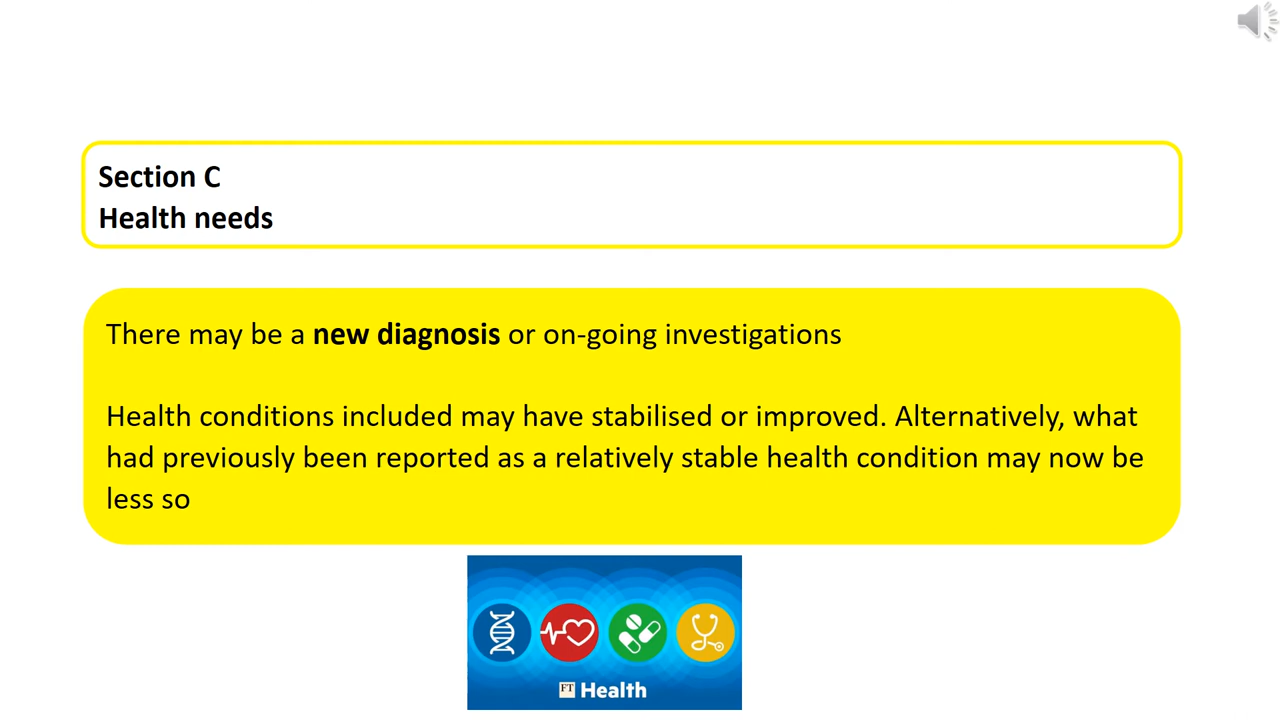 Section C
Health needs
There may be a new diagnosis or on-going investigations
Health conditions included may have stabilised or improved. Alternatively, what
had previously been reported as a relatively stable health condition may now be
less so
FT Health